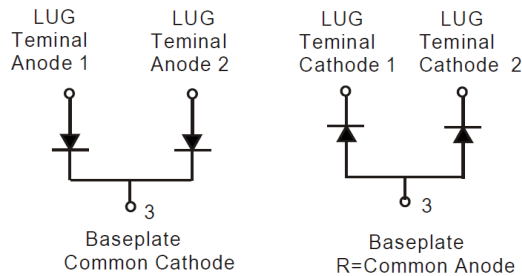 LUG
Teminal
Anode 1
LUG
Teminal
Anode 2
3
Baseplate
Common Cathode
LUG
Teminal
Cathode 1
LUG
Teminal
Cathode 2
3
Baseplate
R=Common Anode